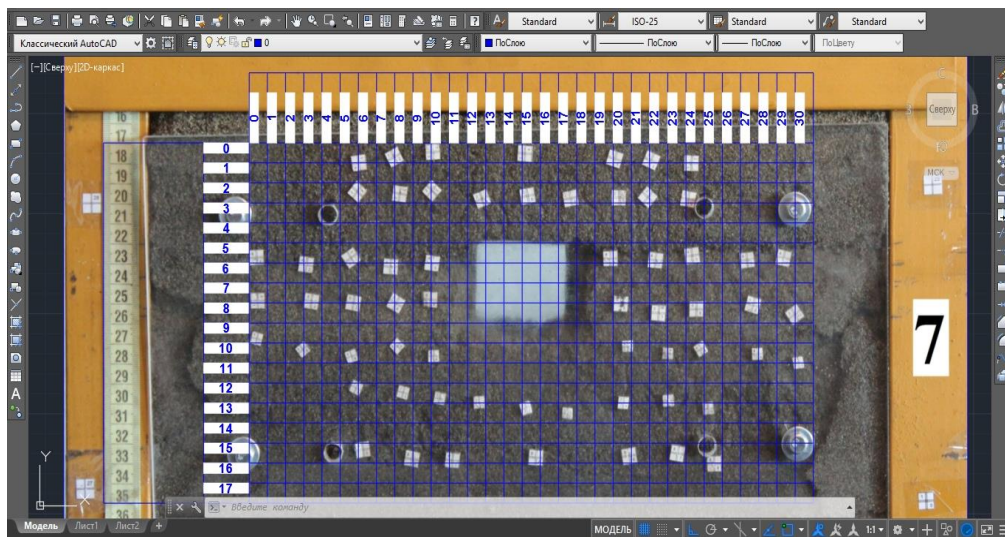 Standard
ISO-25
Standard
Standard
Классический AutoCAD
0
ПоСлою
ПоСлою
ПоСлою
ПоЦвету
[−][Сверху][2D-каркас]
Сверху
В
МСК
0 1 2 3 4 5 6 7 8 9 10 11 12 13 14 15 16 17 18 19 20 21 22 23 24 25 26 27 28 29 30
16
17
18
19
20
21
22
23
24
25
26
27
28
29
30
31
32
33
34
35
36
0
1
2
3
4
5
6
7
8
9
10
11
12
13
14
15
16
17
7
Y
X
Введите команду
Модель
Лист1
Лист2
+
МОДЕЛЬ
1:1